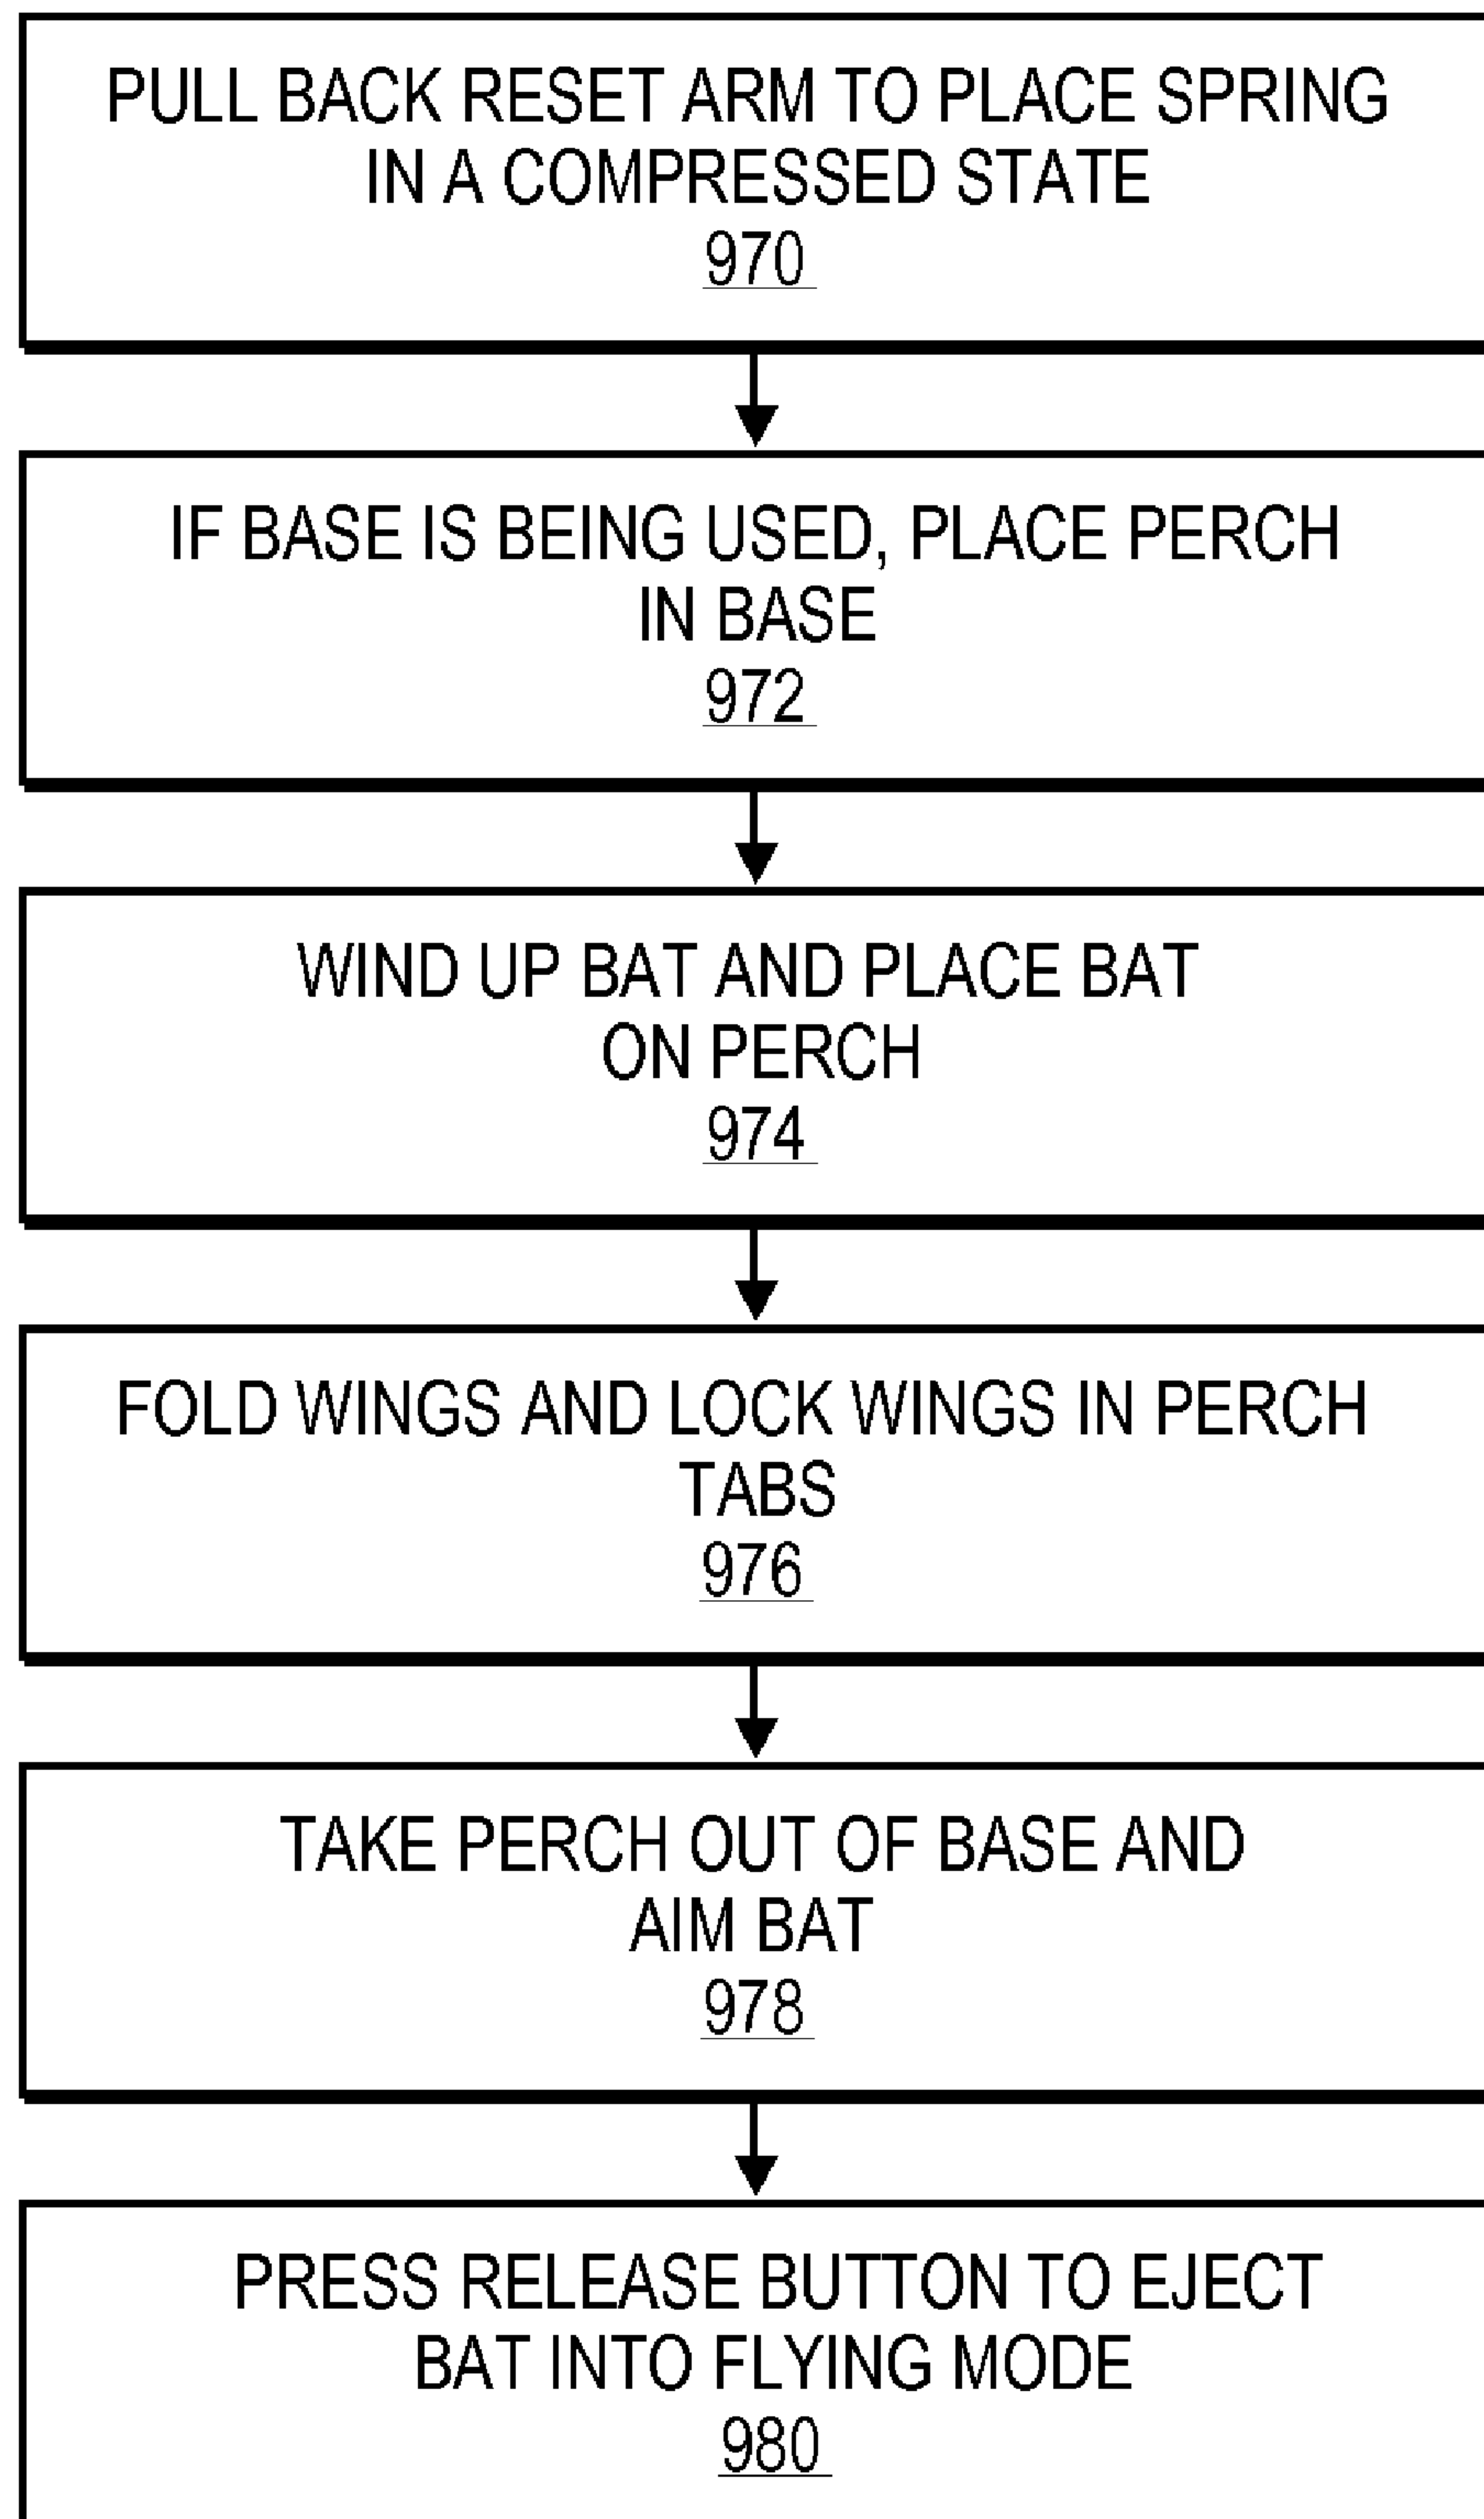 PULL BACK RESET ARM TO PLACE SPRING
IN A COMPRESSED STATE
970
IF BASE IS BEING USED, PLACE PERCH
IN BASE
972
WIND UP BAT AND PLACE BAT
ON PERCH
974
FOLD WINGS AND LOCK WINGS IN PERCH
TABS
976
TAKE PERCH OUT OF BASE AND
AIM BAT
978
PRESS RELEASE BUTTON TO EJECT
BAT INTO FLYING MODE
980